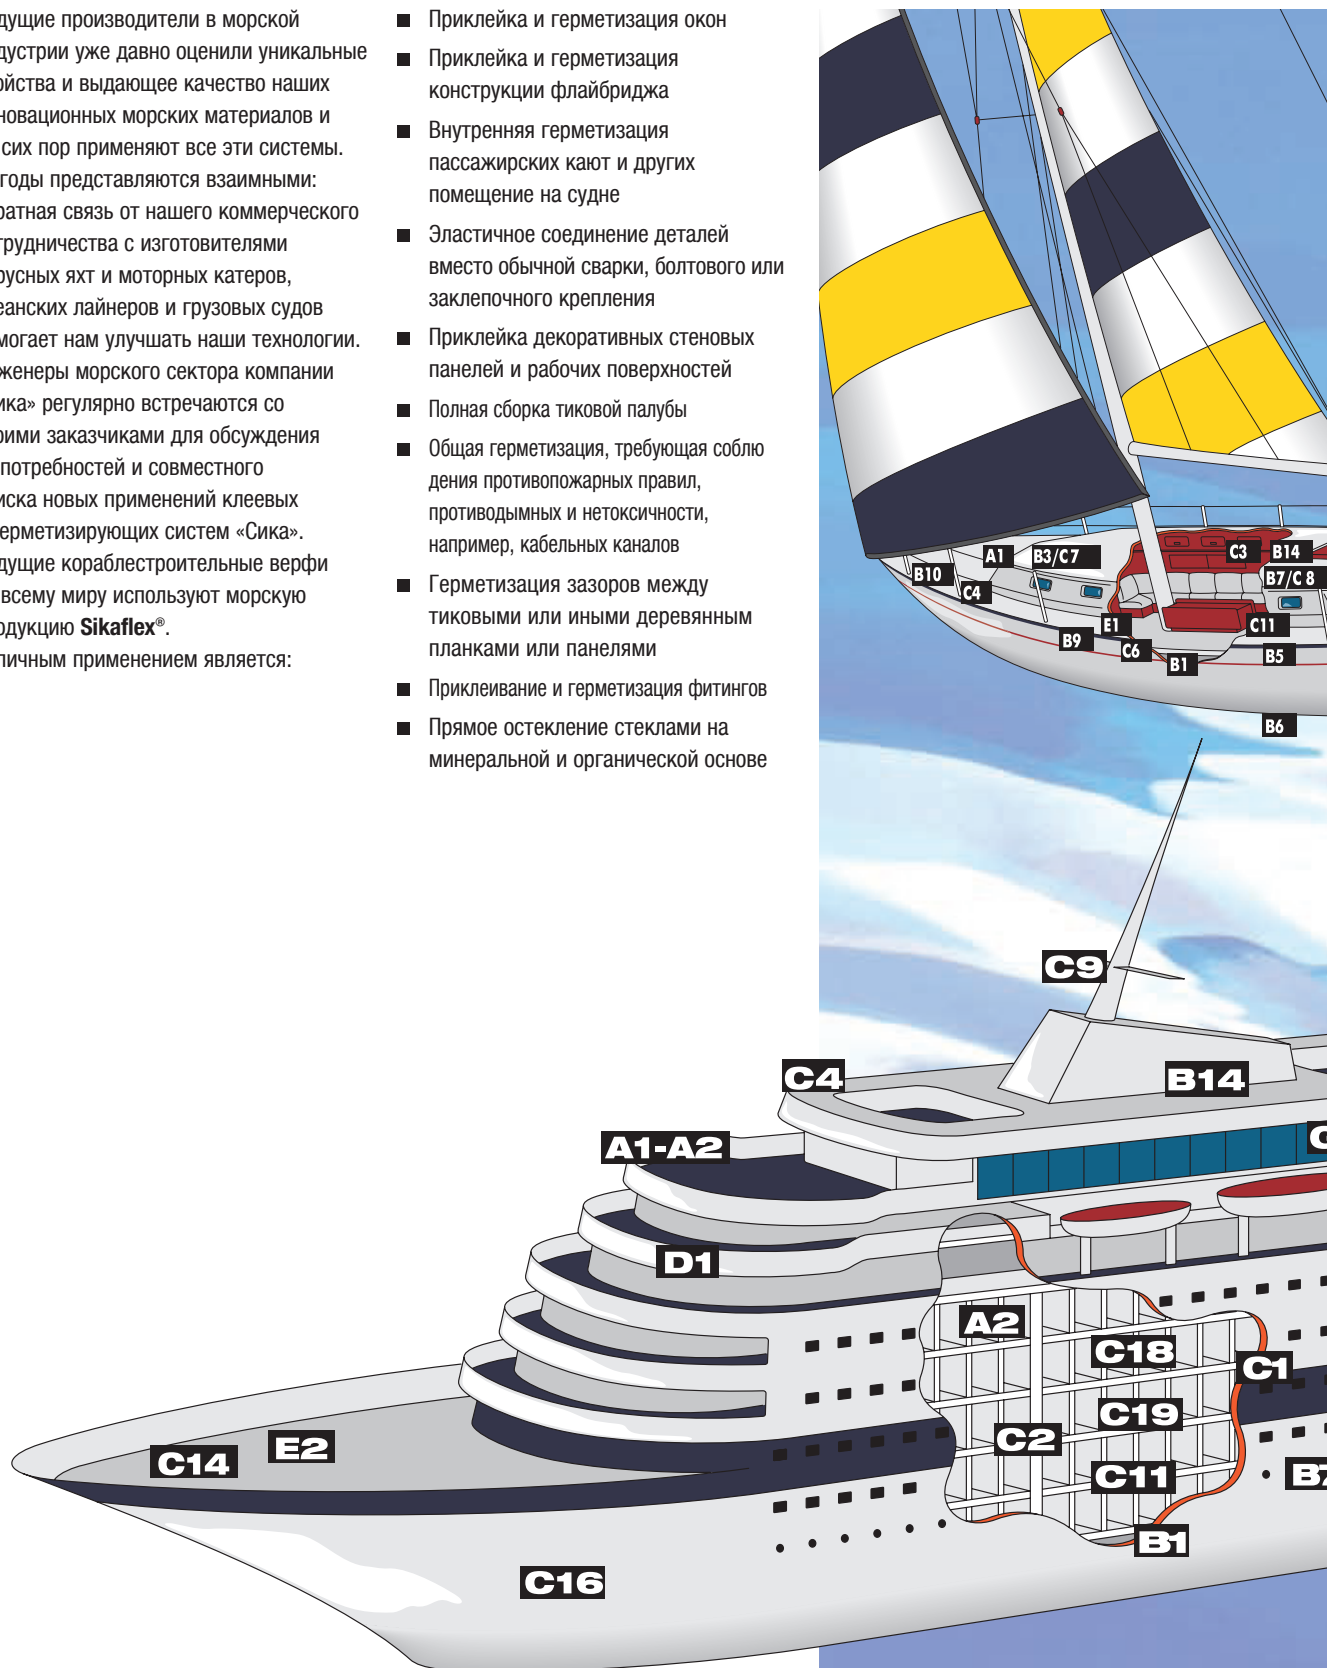 дущие производители в морской
дустрии уже давно оценили уникальные
ойства и выдающее качество наших
новационных морских материалов и
сих пор применяют все эти системы.
годы представляются взаимными:
ратная связь от нашего коммерческого
трудничества с изготовителями
русных яхт и моторных катеров,
еанских лайнеров и грузовых судов
могает нам улучшать наши технологии.
женеры морского сектора компании
ика» регулярно встречаются со
оими заказчиками для обсуждения
потребностей и совместного
иска новых применений клеевых
ерметизирующих систем «Сика».
дущие кораблестроительные верфи
всему миру используют морскую
одукцию Sikaflex®.
пичным применением является:
■ Приклейка и герметизация окон
■ Приклейка и герметизация
конструкции флайбриджа
■ Внутренняя герметизация
пассажирских кают и других
помещение на судне
■ Эластичное соединение деталей
вместо обычной сварки, болтового или
заклепочного крепления
■ Приклейка декоративных стеновых
панелей и рабочих поверхностей
■ Полная сборка тиковой палубы
■ Общая герметизация, требующая соблю
дения противопожарных правил,
противодымных и нетоксичности,
например, кабельных каналов
■ Герметизация зазоров между
тиковыми или иными деревянным
планками или панелями
■ Приклеивание и герметизация фитингов
■ Прямое остекление стеклами на
минеральной и органической основе
A1 B3/C7 C3 B14
B10 C4 B7/C 8
E1 C11
B9 C6 B1 B5
B6
C9
C4 B14
A1-A2
D1
A2
C18
C1
C19
C2
E2
C14
C11
B1
C16